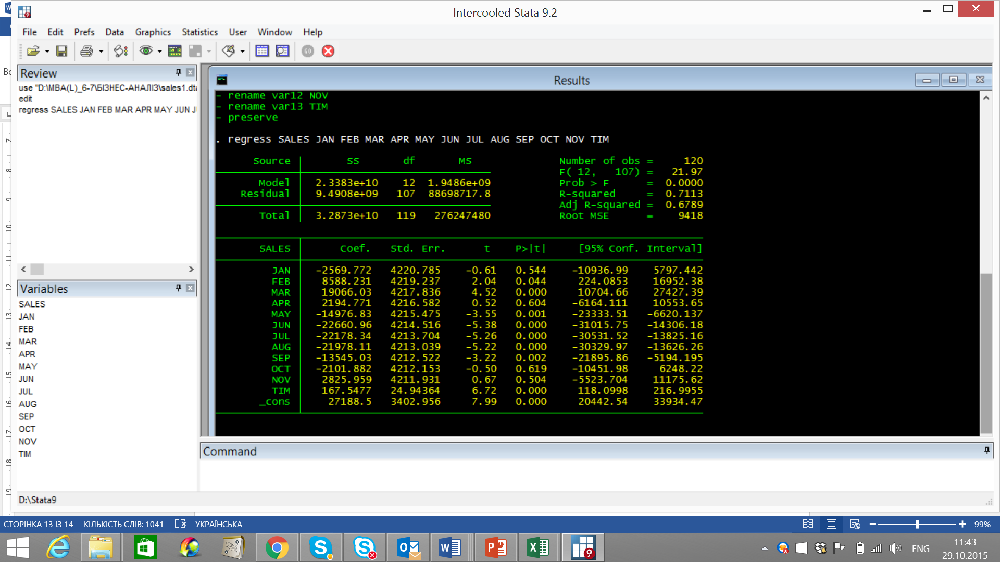 Intercooled Stata 9.2
File Edit Prefs Data Graphics Statistics User Window Help
Review
use "D:\MBA(L)_6-7\БІЗНЕС-АНАЛІЗ\sales1.dta
edit
regress SALES JAN FEB MAR APR MAY JUN JU
Variables
SALES
JAN
FEB
MAR
APR
MAY
JUN
JUL
AUG
SEP
OCT
NOV
TIM
Results
- rename var12 NOV
- rename var13 TIM
- preserve
. regress SALES JAN FEB MAR APR MAY JUN JUL AUG SEP OCT NOV TIM
Source SS df MS Number of obs = 120
F( 12, 107) = 21.97
Model 2.3383e+10 12 1.9486e+09 Prob > F = 0.0000
Residual 9.4908e+09 107 88698717.8 R-squared = 0.7113
Adj R-squared = 0.6789
Total 3.2873e+10 119 276247480 Root MSE = 9418
SALES Coef. Std. Err. t P>|t| [95% Conf. Interval]
JAN -2569.772 4220.785 -0.61 0.544 -10936.99 5797.442
FEB 8588.231 4219.237 2.04 0.044 224.0853 16952.38
MAR 19066.03 4217.836 4.52 0.000 10704.66 27427.39
APR 2194.771 4216.582 0.52 0.604 -6164.111 10553.65
MAY -14976.83 4215.475 -3.55 0.001 -23333.51 -6620.137
JUN -22660.96 4214.516 -5.38 0.000 -31015.75 -14306.18
JUL -22178.34 4213.704 -5.26 0.000 -30531.52 -13825.16
AUG -21978.11 4213.039 -5.22 0.000 -30329.97 -13626.26
SEP -13545.03 4212.522 -3.22 0.002 -21895.86 -5194.195
OCT -2101.882 4212.153 -0.50 0.619 -10451.98 6248.22
NOV 2825.959 4211.931 0.67 0.504 -5523.704 11175.62
TIM 167.5477 24.94364 6.72 0.000 118.0998 216.9955
_cons 27188.5 3402.956 7.99 0.000 20442.54 33934.47
Command
D:\Stata9
7
8
9
10
11
12
13
14
15
16
17
18
19
СТОРІНКА 13 ІЗ 14 КІЛЬКІСТЬ СЛІВ: 1041 УКРАЇНСЬКА 99%
ENG 11:43
29.10.2015